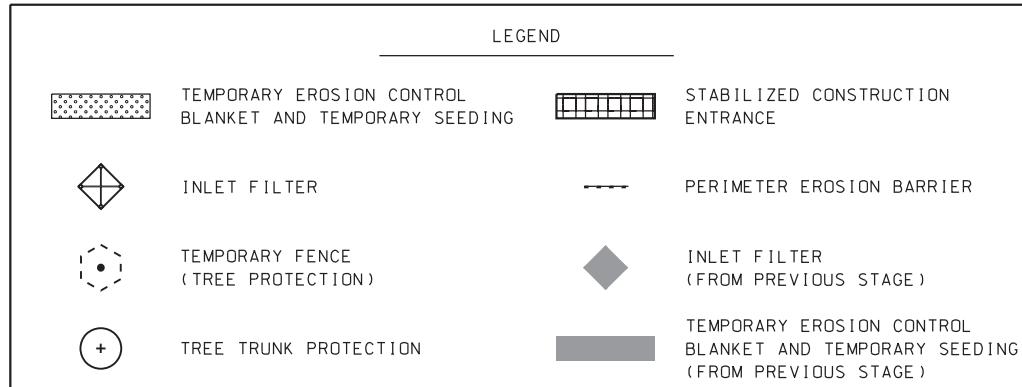 LEGEND
TEMPORARY EROSION CONTROL
BLANKET AND TEMPORARY SEEDING
INLET FILTER
TEMPORARY FENCE
(TREE PROTECTION)
TREE TRUNK PROTECTION
STABILIZED CONSTRUCTION
ENTRANCE
PERIMETER EROSION BARRIER
INLET FILTER
(FROM PREVIOUS STAGE)
TEMPORARY EROSION CONTROL
BLANKET AND TEMPORARY SEEDING
(FROM PREVIOUS STAGE)